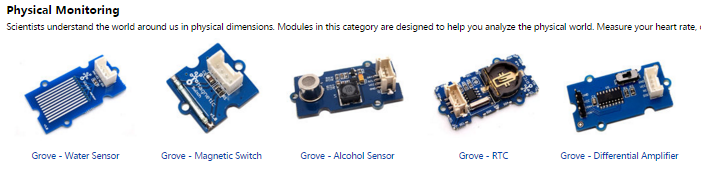 Physical Monitoring
Scientists understand the world around us in physical dimensions. Modules in this category are designed to help you analyze the physical world. Measure your heart rate,
Grove - Water Sensor
Grove - Magnetic Switch
Grove - Alcohol Sensor
Grove - RTC
Grove - Differential Amplifier